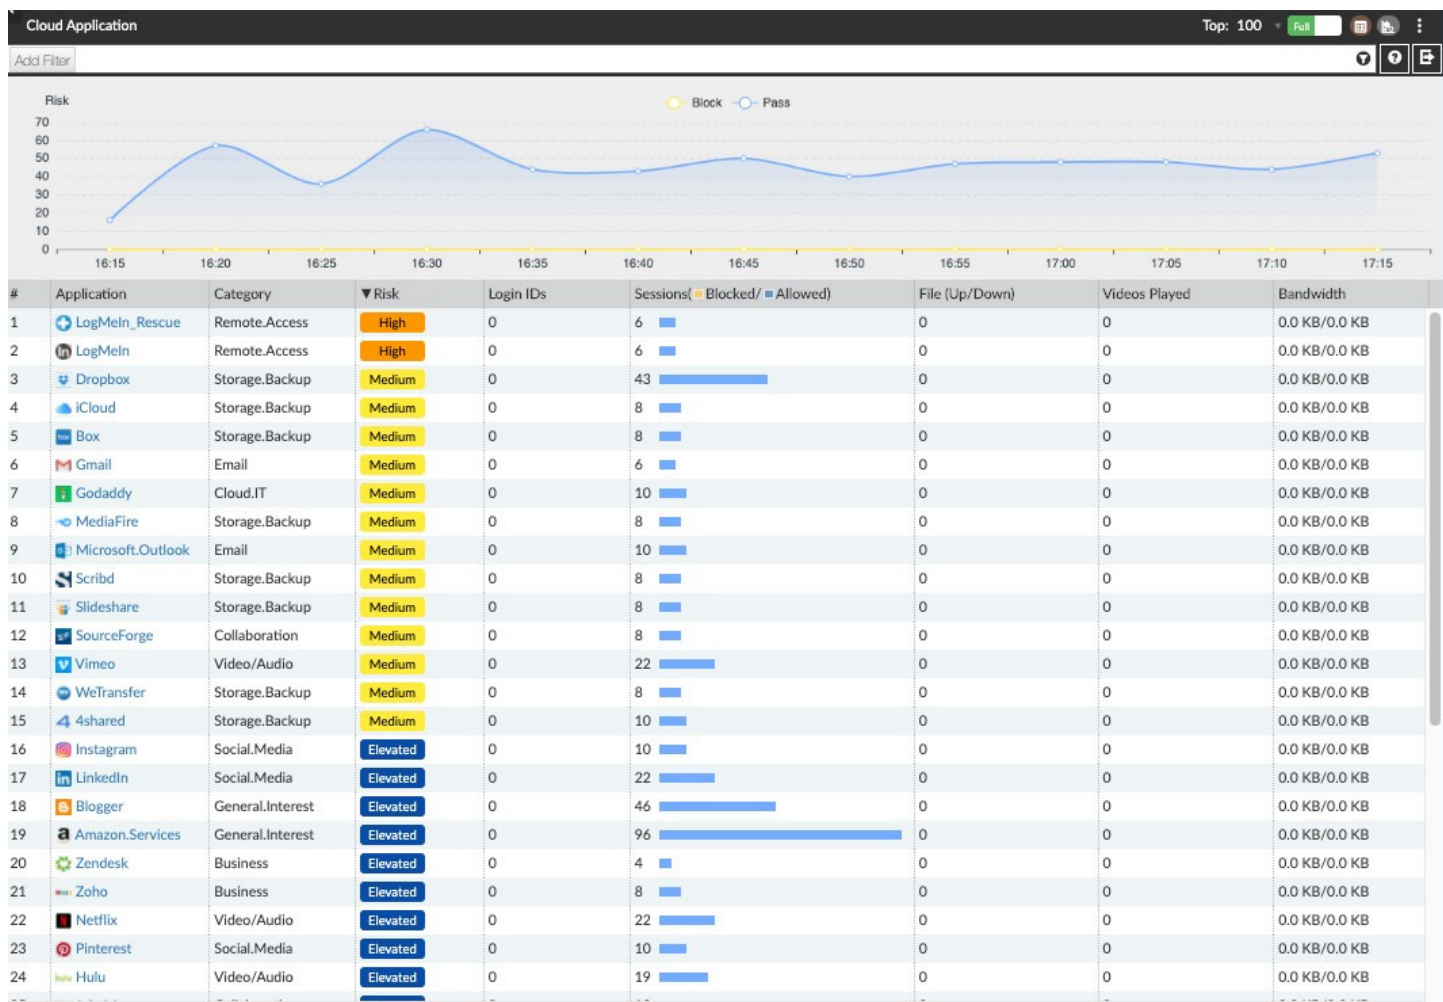 Cloud Application Top: 100 Full
Add Filter
Risk Block Pass
70
60
50
40
30
20
10
0
16:15 16:20 16:25 16:30 16:35 16:40 16:45 16:50 16:55 17:00 17:05 17:10 17:15
# Application Category ▼Risk Login IDs Sessions( Blocked/ Allowed) File (Up/Down) Videos Played Bandwidth
1 LogMeIn_Rescue Remote.Access High 0 6 0 0 0.0 KB/0.0 KB
2 LogMeIn Remote.Access High 0 6 0 0 0.0 KB/0.0 KB
3 Dropbox Storage.Backup Medium 0 43 0 0 0.0 KB/0.0 KB
4 iCloud Storage.Backup Medium 0 8 0 0 0.0 KB/0.0 KB
5 Box Storage.Backup Medium 0 8 0 0 0.0 KB/0.0 KB
6 Gmail Email Medium 0 6 0 0 0.0 KB/0.0 KB
7 Godaddy Cloud.IT Medium 0 10 0 0 0.0 KB/0.0 KB
8 MediaFire Storage.Backup Medium 0 8 0 0 0.0 KB/0.0 KB
9 Microsoft.Outlook Email Medium 0 10 0 0 0.0 KB/0.0 KB
10 Scribd Storage.Backup Medium 0 8 0 0 0.0 KB/0.0 KB
11 Slideshare Storage.Backup Medium 0 8 0 0 0.0 KB/0.0 KB
12 SourceForge Collaboration Medium 0 8 0 0 0.0 KB/0.0 KB
13 Vimeo Video/Audio Medium 0 22 0 0 0.0 KB/0.0 KB
14 WeTransfer Storage.Backup Medium 0 8 0 0 0.0 KB/0.0 KB
15 4shared Storage.Backup Medium 0 10 0 0 0.0 KB/0.0 KB
16 Instagram Social.Media Elevated 0 10 0 0 0.0 KB/0.0 KB
17 LinkedIn Social.Media Elevated 0 22 0 0 0.0 KB/0.0 KB
18 Blogger General.Interest Elevated 0 46 0 0 0.0 KB/0.0 KB
19 Amazon.Services General.Interest Elevated 0 96 0 0 0.0 KB/0.0 KB
20 Zendesk Business Elevated 0 4 0 0 0.0 KB/0.0 KB
21 Zoho Business Elevated 0 8 0 0 0.0 KB/0.0 KB
22 Netflix Video/Audio Elevated 0 22 0 0 0.0 KB/0.0 KB
23 Pinterest Social.Media Elevated 0 10 0 0 0.0 KB/0.0 KB
24 Hulu Video/Audio Elevated 0 19 0 0 0.0 KB/0.0 KB